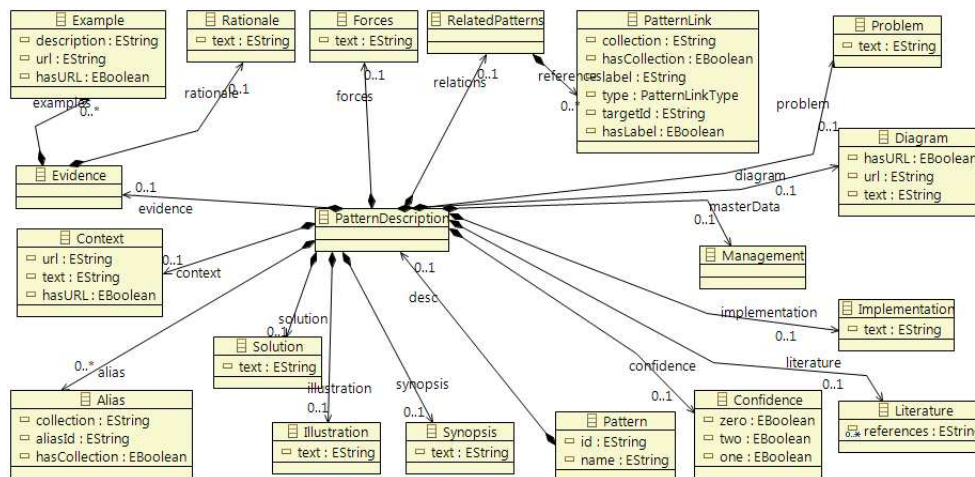 Example
description : EString
url : EString
hasURL : EBoolean
examples
0..*
Rationale
text : EString
0..1
rationale
Forces
text : EString
0..1
forces
RelatedPatterns
0..1
relations
references
0..*
PatternLink
collection : EString
hasCollection : EBoolean
label : EString
type : PatternLinkType
targetId : EString
hasLabel : EBoolean
Problem
text : EString
problem
0..1
Diagram
hasURL : EBoolean
url : EString
text : EString
diagram
0..1
Evidence
0..1
evidence
PatternDescription
masterData
0..1
Management
Context
url : EString
text : EString
hasURL : EBoolean
0..1
context
0..1
desc
Implementation
text : EString
implementation
0..1
solution
0..1
Solution
text : EString
0..*
alias
Alias
collection : EString
aliasId : EString
hasCollection : EBoolean
illustration
0..1
Illustration
text : EString
synopsis
0..1
Synopsis
text : EString
Pattern
id : EString
name : EString
confidence
0..1
Confidence
zero : EBoolean
two : EBoolean
one : EBoolean
literature
0..1
Literature
0..*
references : EString